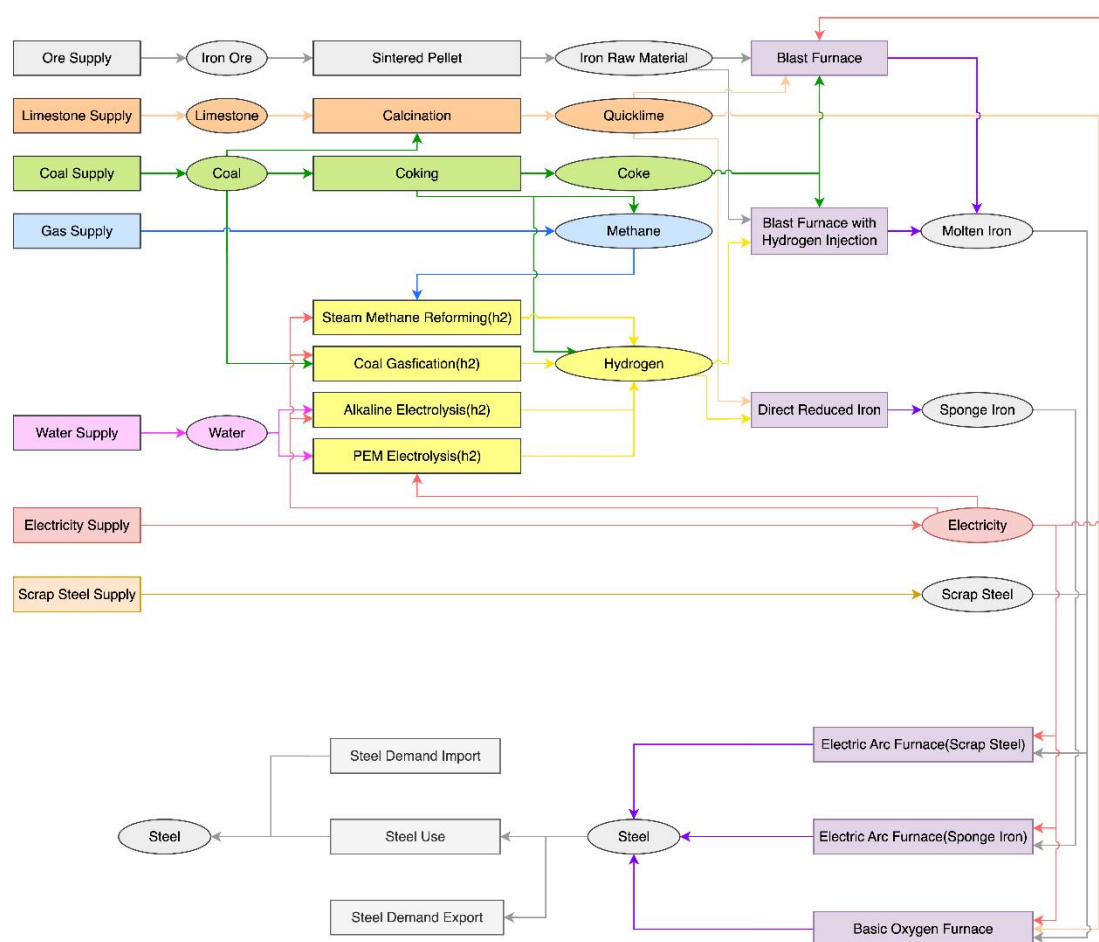 Ore Supply
Iron Ore
Sintered Pellet
Iron Raw Material
Blast Furnace
Limestone Supply
Limestone
Calcination
Quicklime
Coal Supply
Coal
Coking
Coke
Gas Supply
Methane
Blast Furnace with
Hydrogen Injection
Molten Iron
Steam Methane Reforming(h2)
Coal Gasfication(h2)
Hydrogen
Alkaline Electrolysis(h2)
Direct Reduced Iron
Sponge Iron
Water Supply
Water
PEM Electrolysis(h2)
Electricity Supply
Electricity
Scrap Steel Supply
Scrap Steel
Electric Arc Furnace(Scrap Steel)
Steel Demand Import
Steel
Steel Use
Steel
Electric Arc Furnace(Sponge Iron)
Steel Demand Export
Basic Oxygen Furnace